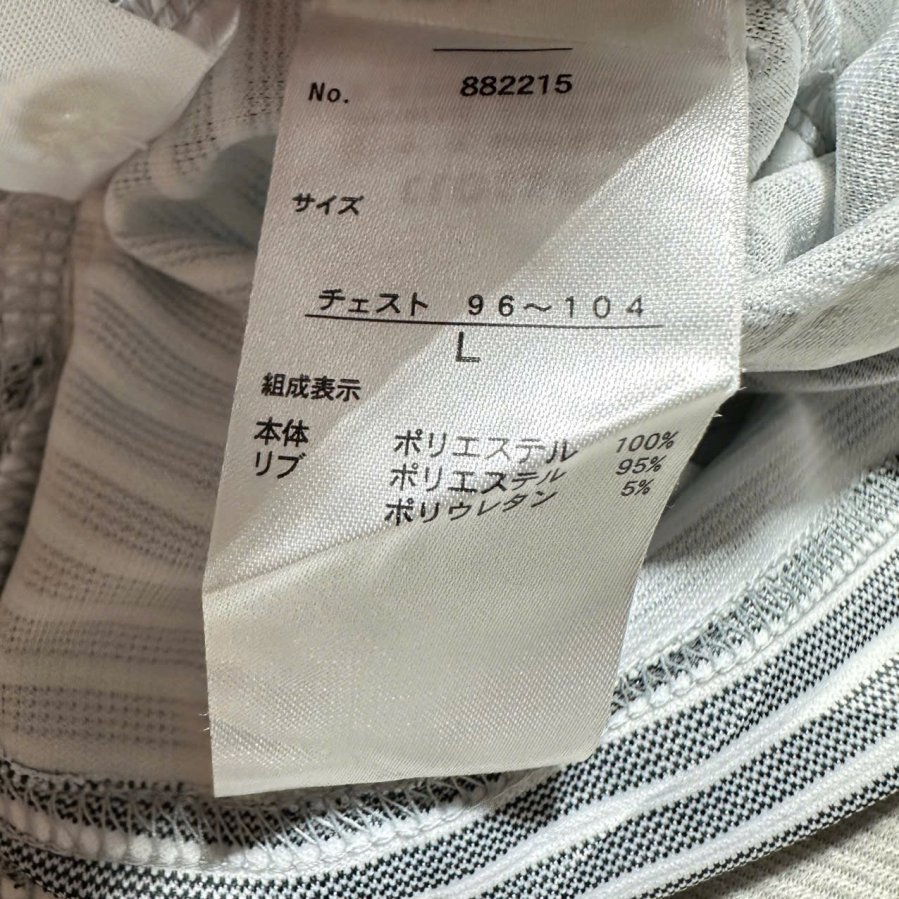 No. 882215
サイズ
チェスト 96～104
L
組成表示
本体 ポリエステル 100%
リブ ポリエステル 95%
ポリウレタン 5%